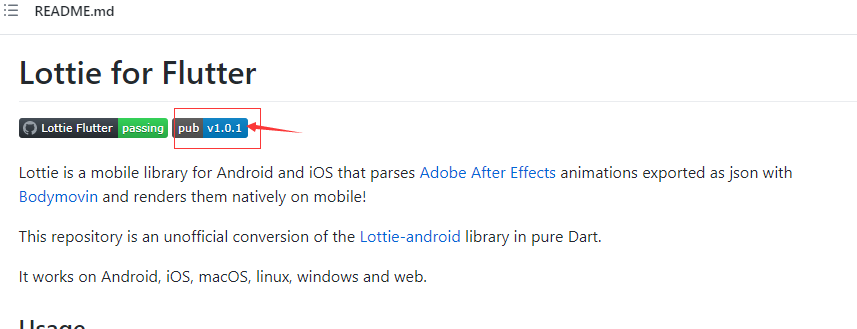 README.md
Lottie for Flutter
Lottie Flutter passing pub v1.0.1
Lottie is a mobile library for Android and iOS that parses Adobe After Effects animations exported as json with
Bodymovin and renders them natively on mobile!
This repository is an unofficial conversion of the Lottie-android library in pure Dart.
It works on Android, iOS, macOS, linux, windows and web.
Usage